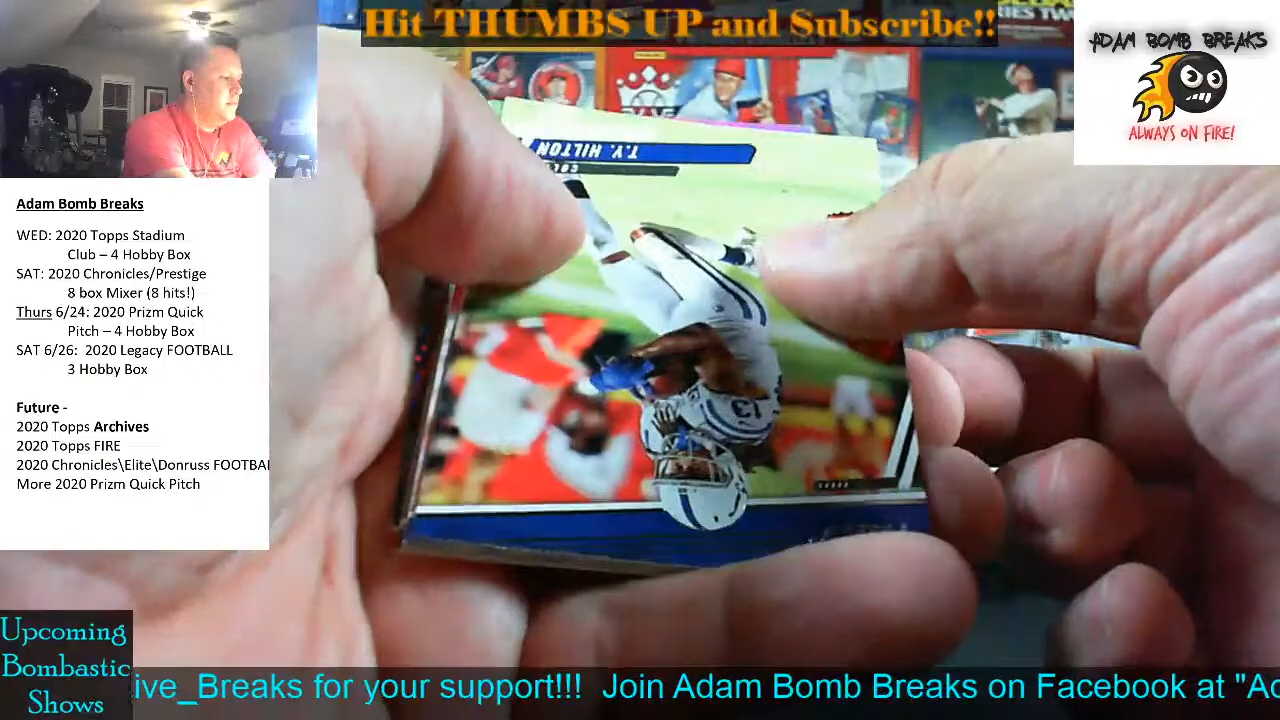 Hit THUMBS UP and Subscribe!!
RIES TWO
ADAM BOMB BREAKS
ALWAYS ON FIRE!
T.Y. HILTON
13
Adam Bomb Breaks
WED: 2020 Topps Stadium
Club – 4 Hobby Box
SAT: 2020 Chronicles/Prestige
8 box Mixer (8 hits!)
Thurs 6/24: 2020 Prizm Quick
Pitch – 4 Hobby Box
SAT 6/26: 2020 Legacy FOOTBALL
3 Hobby Box
Future -
2020 Topps Archives
2020 Topps FIRE
2020 Chronicles\Elite\Donruss FOOTBAL
More 2020 Prizm Quick Pitch
Upcoming
Bombastic
Shows
ive_Breaks for your support!!! Join Adam Bomb Breaks on Facebook at "Ad